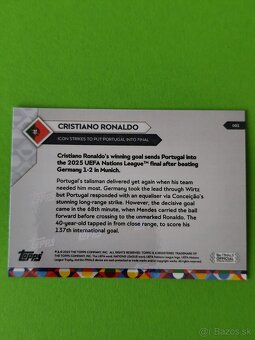 CRISTIANO RONALDO
001
ICON STRIKES TO PUT PORTUGAL INTO FINAL
Cristiano Ronaldo's winning goal sends Portugal into
the 2025 UEFA Nations League™ final after beating
Germany 1-2 in Munich.
Portugal's talisman delivered yet again when his team
needed him most. Germany took the lead through Wirtz
but Portugal responded with an equaliser via Conceição's
stunning long-range strike. However, the decisive goal
came in the 68th minute, when Mendes carried the ball
forward before crossing to the unmarked Ronaldo. The
40-year-old tapped in from close range, to score his
137th international goal.
Topps
OFFICIAL
bazos.sk